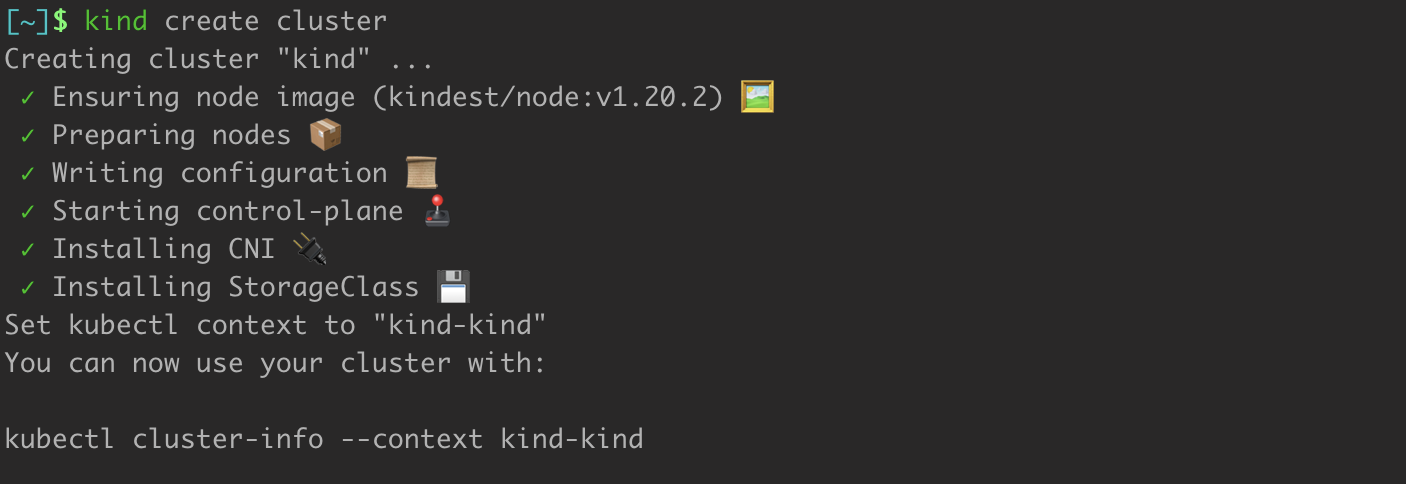 [~]$ kind create cluster
Creating cluster "kind" ...
✓ Ensuring node image (kindest/node:v1.20.2) 🖼
✓ Preparing nodes 📦
✓ Writing configuration 📜
✓ Starting control-plane 🕹️
✓ Installing CNI 🔌
✓ Installing StorageClass 💾
Set kubectl context to "kind-kind"
You can now use your cluster with:

kubectl cluster-info --context kind-kind